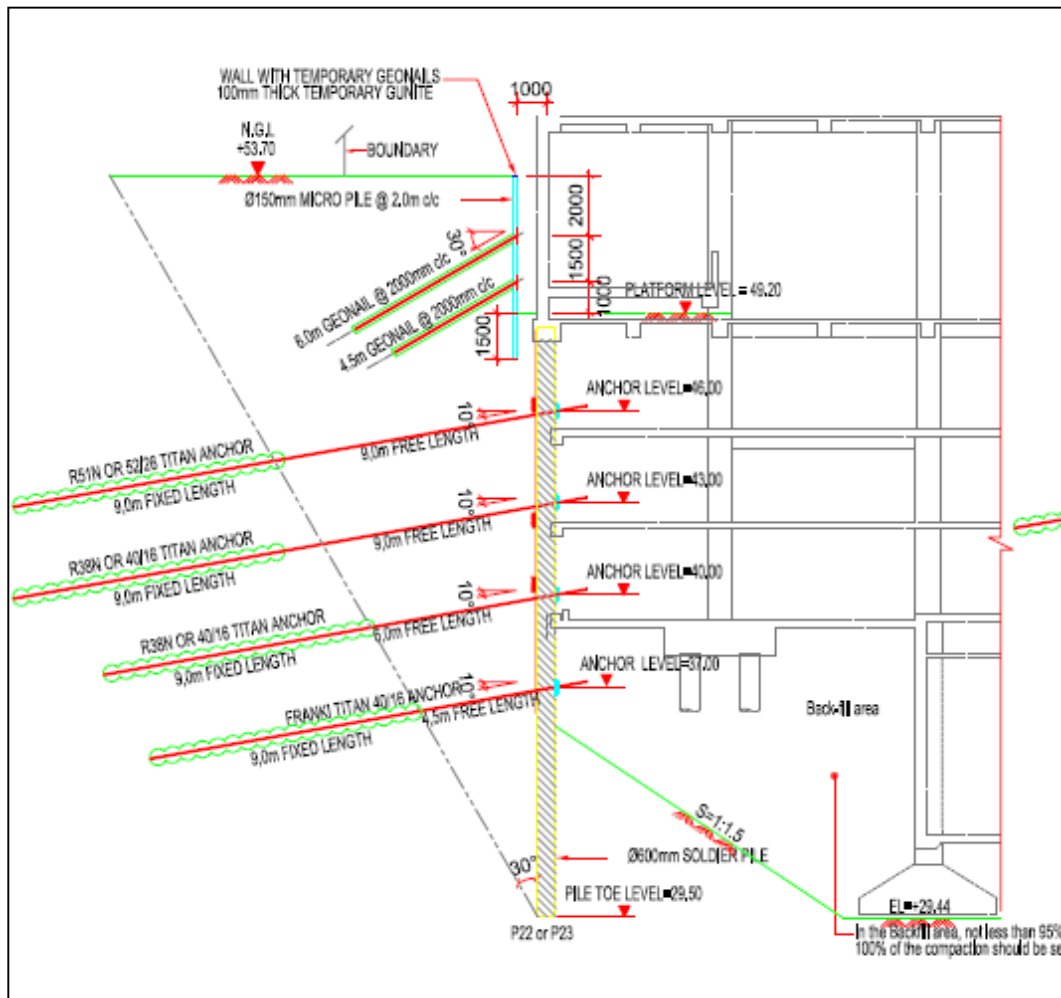 WALL WITH TEMPORARY GEONAILS
100mm THICK TEMPORARY GUNITE
1000
N.G.L
+53.70
BOUNDARY
Ø150mm MICRO PILE @ 2.0m c/c
2000
30°
1500
6.0m GEONAIL @ 2000mm c/c
PLATFORM LEVEL = 49.20
1000
4.5m GEONAIL @ 2000mm c/c
1500
ANCHOR LEVEL=46.00
10°
R51N OR 52/26 TITAN ANCHOR
9,0m FREE LENGTH
9,0m FIXED LENGTH
ANCHOR LEVEL=43.00
10°
R38N OR 40/16 TITAN ANCHOR
9,0m FREE LENGTH
9,0m FIXED LENGTH
ANCHOR LEVEL=40.00
10°
R38N OR 40/16 TITAN ANCHOR
6,0m FREE LENGTH
9,0m FIXED LENGTH
ANCHOR LEVEL=37.00
10°
FRANKI TITAN 40/16 ANCHOR
4,5m FREE LENGTH
9,0m FIXED LENGTH
Back-fill area
S=1:1.5
Ø600mm SOLDIER PILE
30°
PILE TOE LEVEL=29.50
EL=+29.44
P22 or P23
In the Backfill area, not less than 95%
100% of the compaction should be se